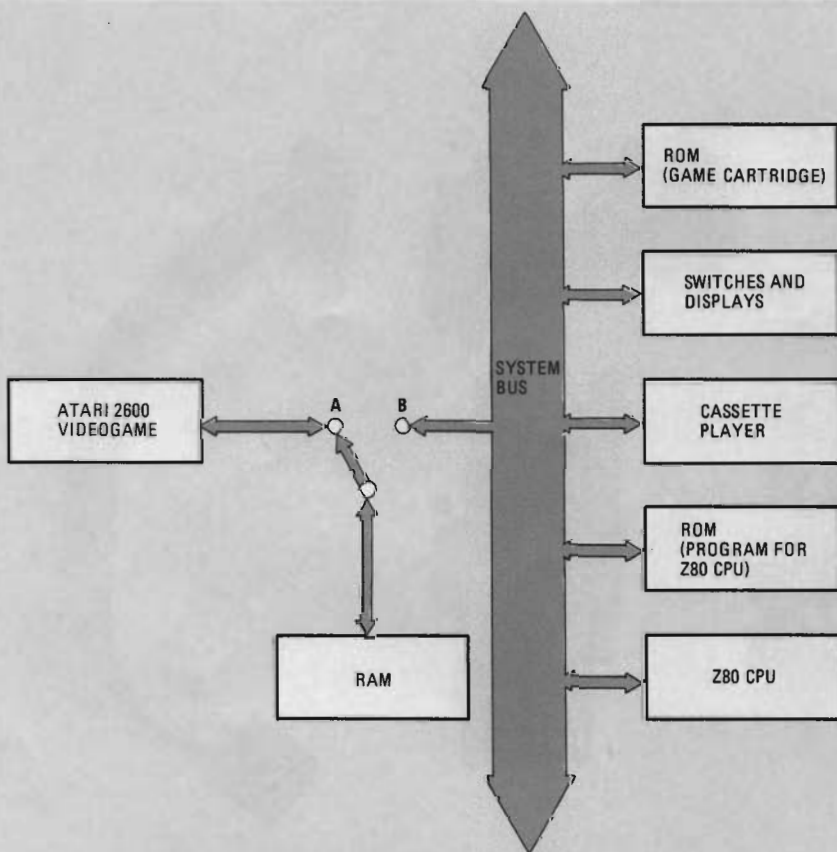 ROM
(GAME CARTRIDGE)
SWITCHES AND
DISPLAYS
SYSTEM
BUS
ATARI 2600
VIDEOGAME
A
B
CASSETTE
PLAYER
ROM
(PROGRAM FOR
Z80 CPU)
RAM
Z80 CPU